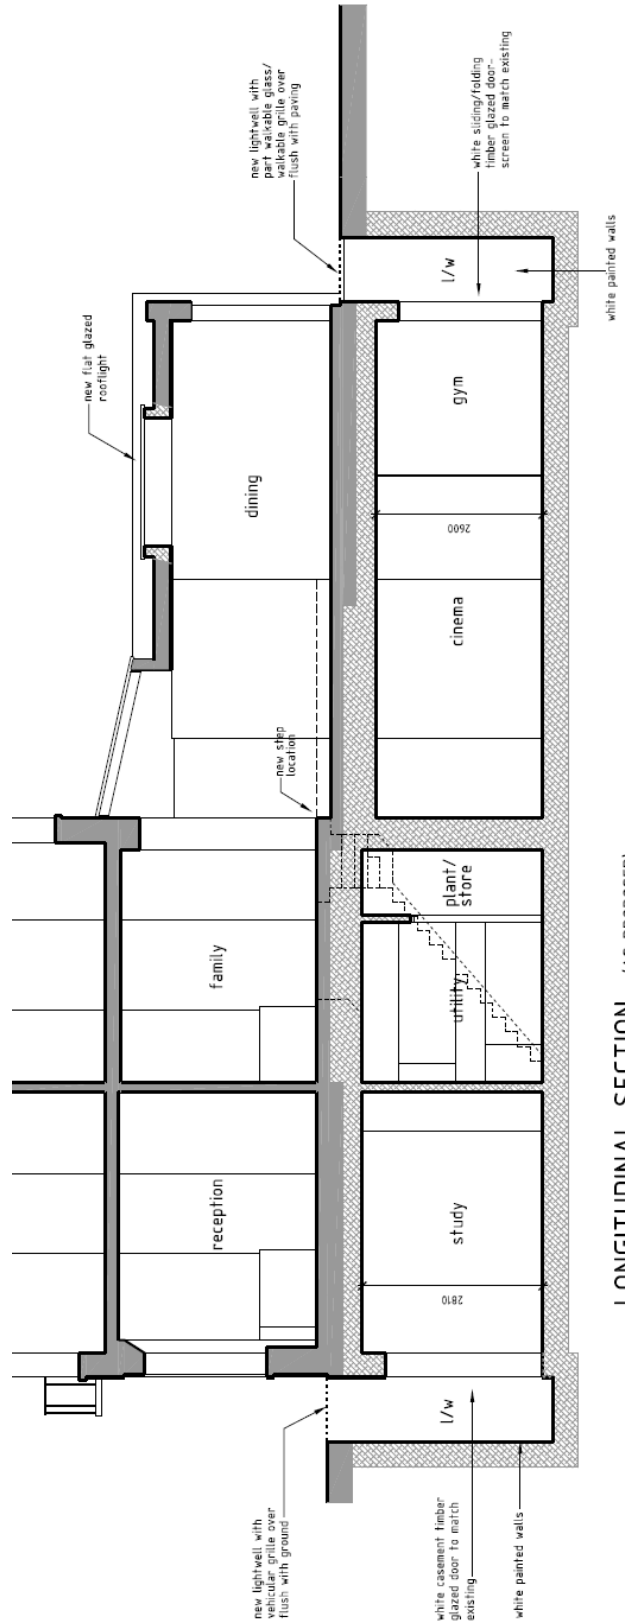 new flat glazed
rooflight
new lightwell with
part walkable glass/
walkable grille over
flush with paving
new step
location
dining
family
reception
white sliding/folding
timber glazed door-
screen to match existing
l/w
gym
2600
cinema
plant/
store
utility
study
2810
l/w
white painted walls
new lightwell with
vehicular grille over
flush with ground
white casement timber
glazed door to match
existing
white painted walls
LONGITUDINAL SECTION (AS PROPOSED)